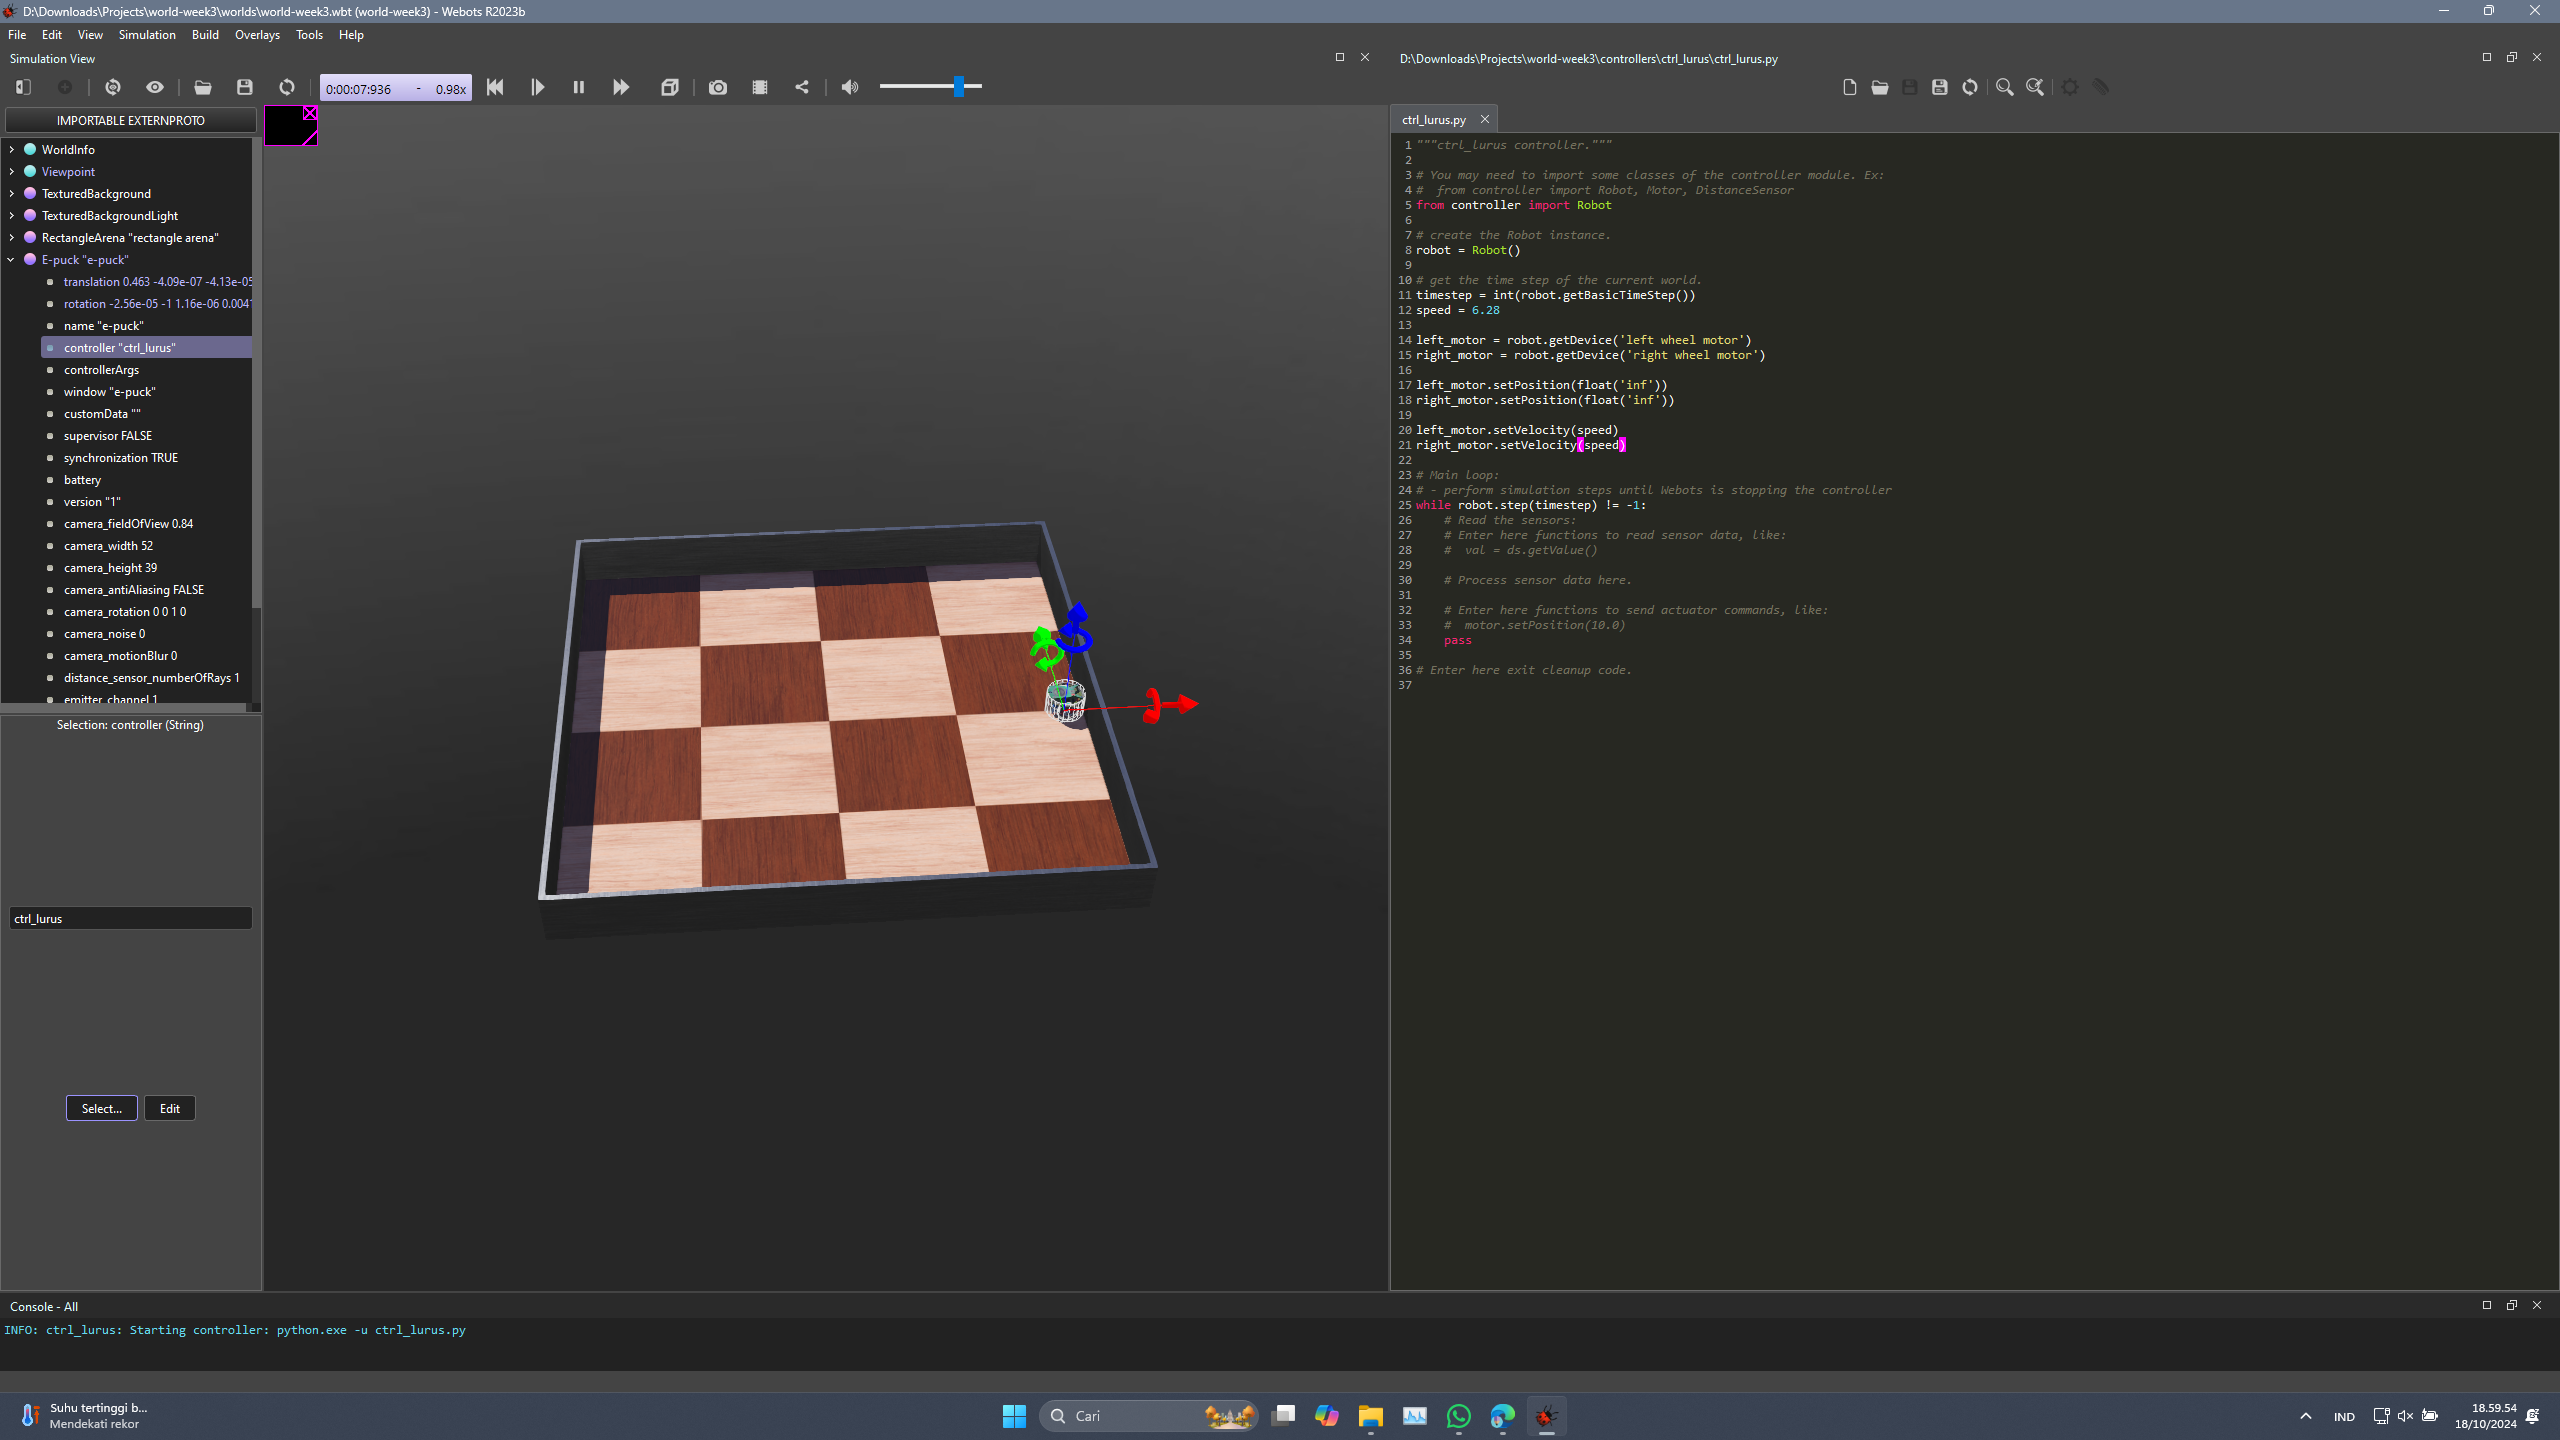 D:\Downloads\Projects\world-week3\worlds\world-week3.wbt (world-week3) - Webots R2023b
File Edit View Simulation Build Overlays Tools Help
Simulation View
0:00:07:936 - 0.98x
IMPORTABLE EXTERNPROTO
WorldInfo
Viewpoint
TexturedBackground
TexturedBackgroundLight
RectangleArena "rectangle arena"
E-puck "e-puck"
translation 0.463 -4.09e-07 -4.13e-05
rotation -2.56e-05 -1 1.16e-06 0.0041
name "e-puck"
controller "ctrl_lurus"
controllerArgs
window "e-puck"
customData ""
supervisor FALSE
synchronization TRUE
battery
version "1"
camera_fieldOfView 0.84
camera_width 52
camera_height 39
camera_antiAliasing FALSE
camera_rotation 0 0 1 0
camera_noise 0
camera_motionBlur 0
distance_sensor_numberOfRays 1
emitter_channel 1
Selection: controller (String)
ctrl_lurus
Select... Edit
D:\Downloads\Projects\world-week3\controllers\ctrl_lurus\ctrl_lurus.py
ctrl_lurus.py
1 """ctrl_lurus controller."""
2
3 # You may need to import some classes of the controller module. Ex:
4 #  from controller import Robot, Motor, DistanceSensor
5 from controller import Robot
6
7 # create the Robot instance.
8 robot = Robot()
9
10 # get the time step of the current world.
11 timestep = int(robot.getBasicTimeStep())
12 speed = 6.28
13
14 left_motor = robot.getDevice('left wheel motor')
15 right_motor = robot.getDevice('right wheel motor')
16
17 left_motor.setPosition(float('inf'))
18 right_motor.setPosition(float('inf'))
19
20 left_motor.setVelocity(speed)
21 right_motor.setVelocity(speed)
22
23 # Main loop:
24 # - perform simulation steps until Webots is stopping the controller
25 while robot.step(timestep) != -1:
26     # Read the sensors:
27     # Enter here functions to read sensor data, like:
28     #  val = ds.getValue()
29
30     # Process sensor data here.
31
32     # Enter here functions to send actuator commands, like:
33     #  motor.setPosition(10.0)
34     pass
35
36 # Enter here exit cleanup code.
37
Console - All
INFO: ctrl_lurus: Starting controller: python.exe -u ctrl_lurus.py
Suhu tertinggi b...
Mendekati rekor
Cari
IND
18.59.54
18/10/2024